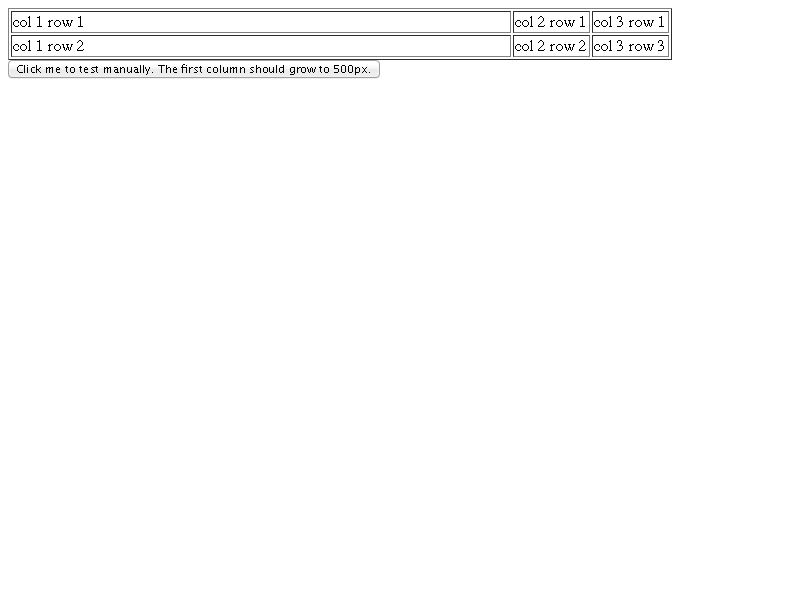 col 1 row 1 col 2 row 1 col 3 row 1
col 1 row 2 col 2 row 2 col 3 row 3
Click me to test manually. The first column should grow to 500px.